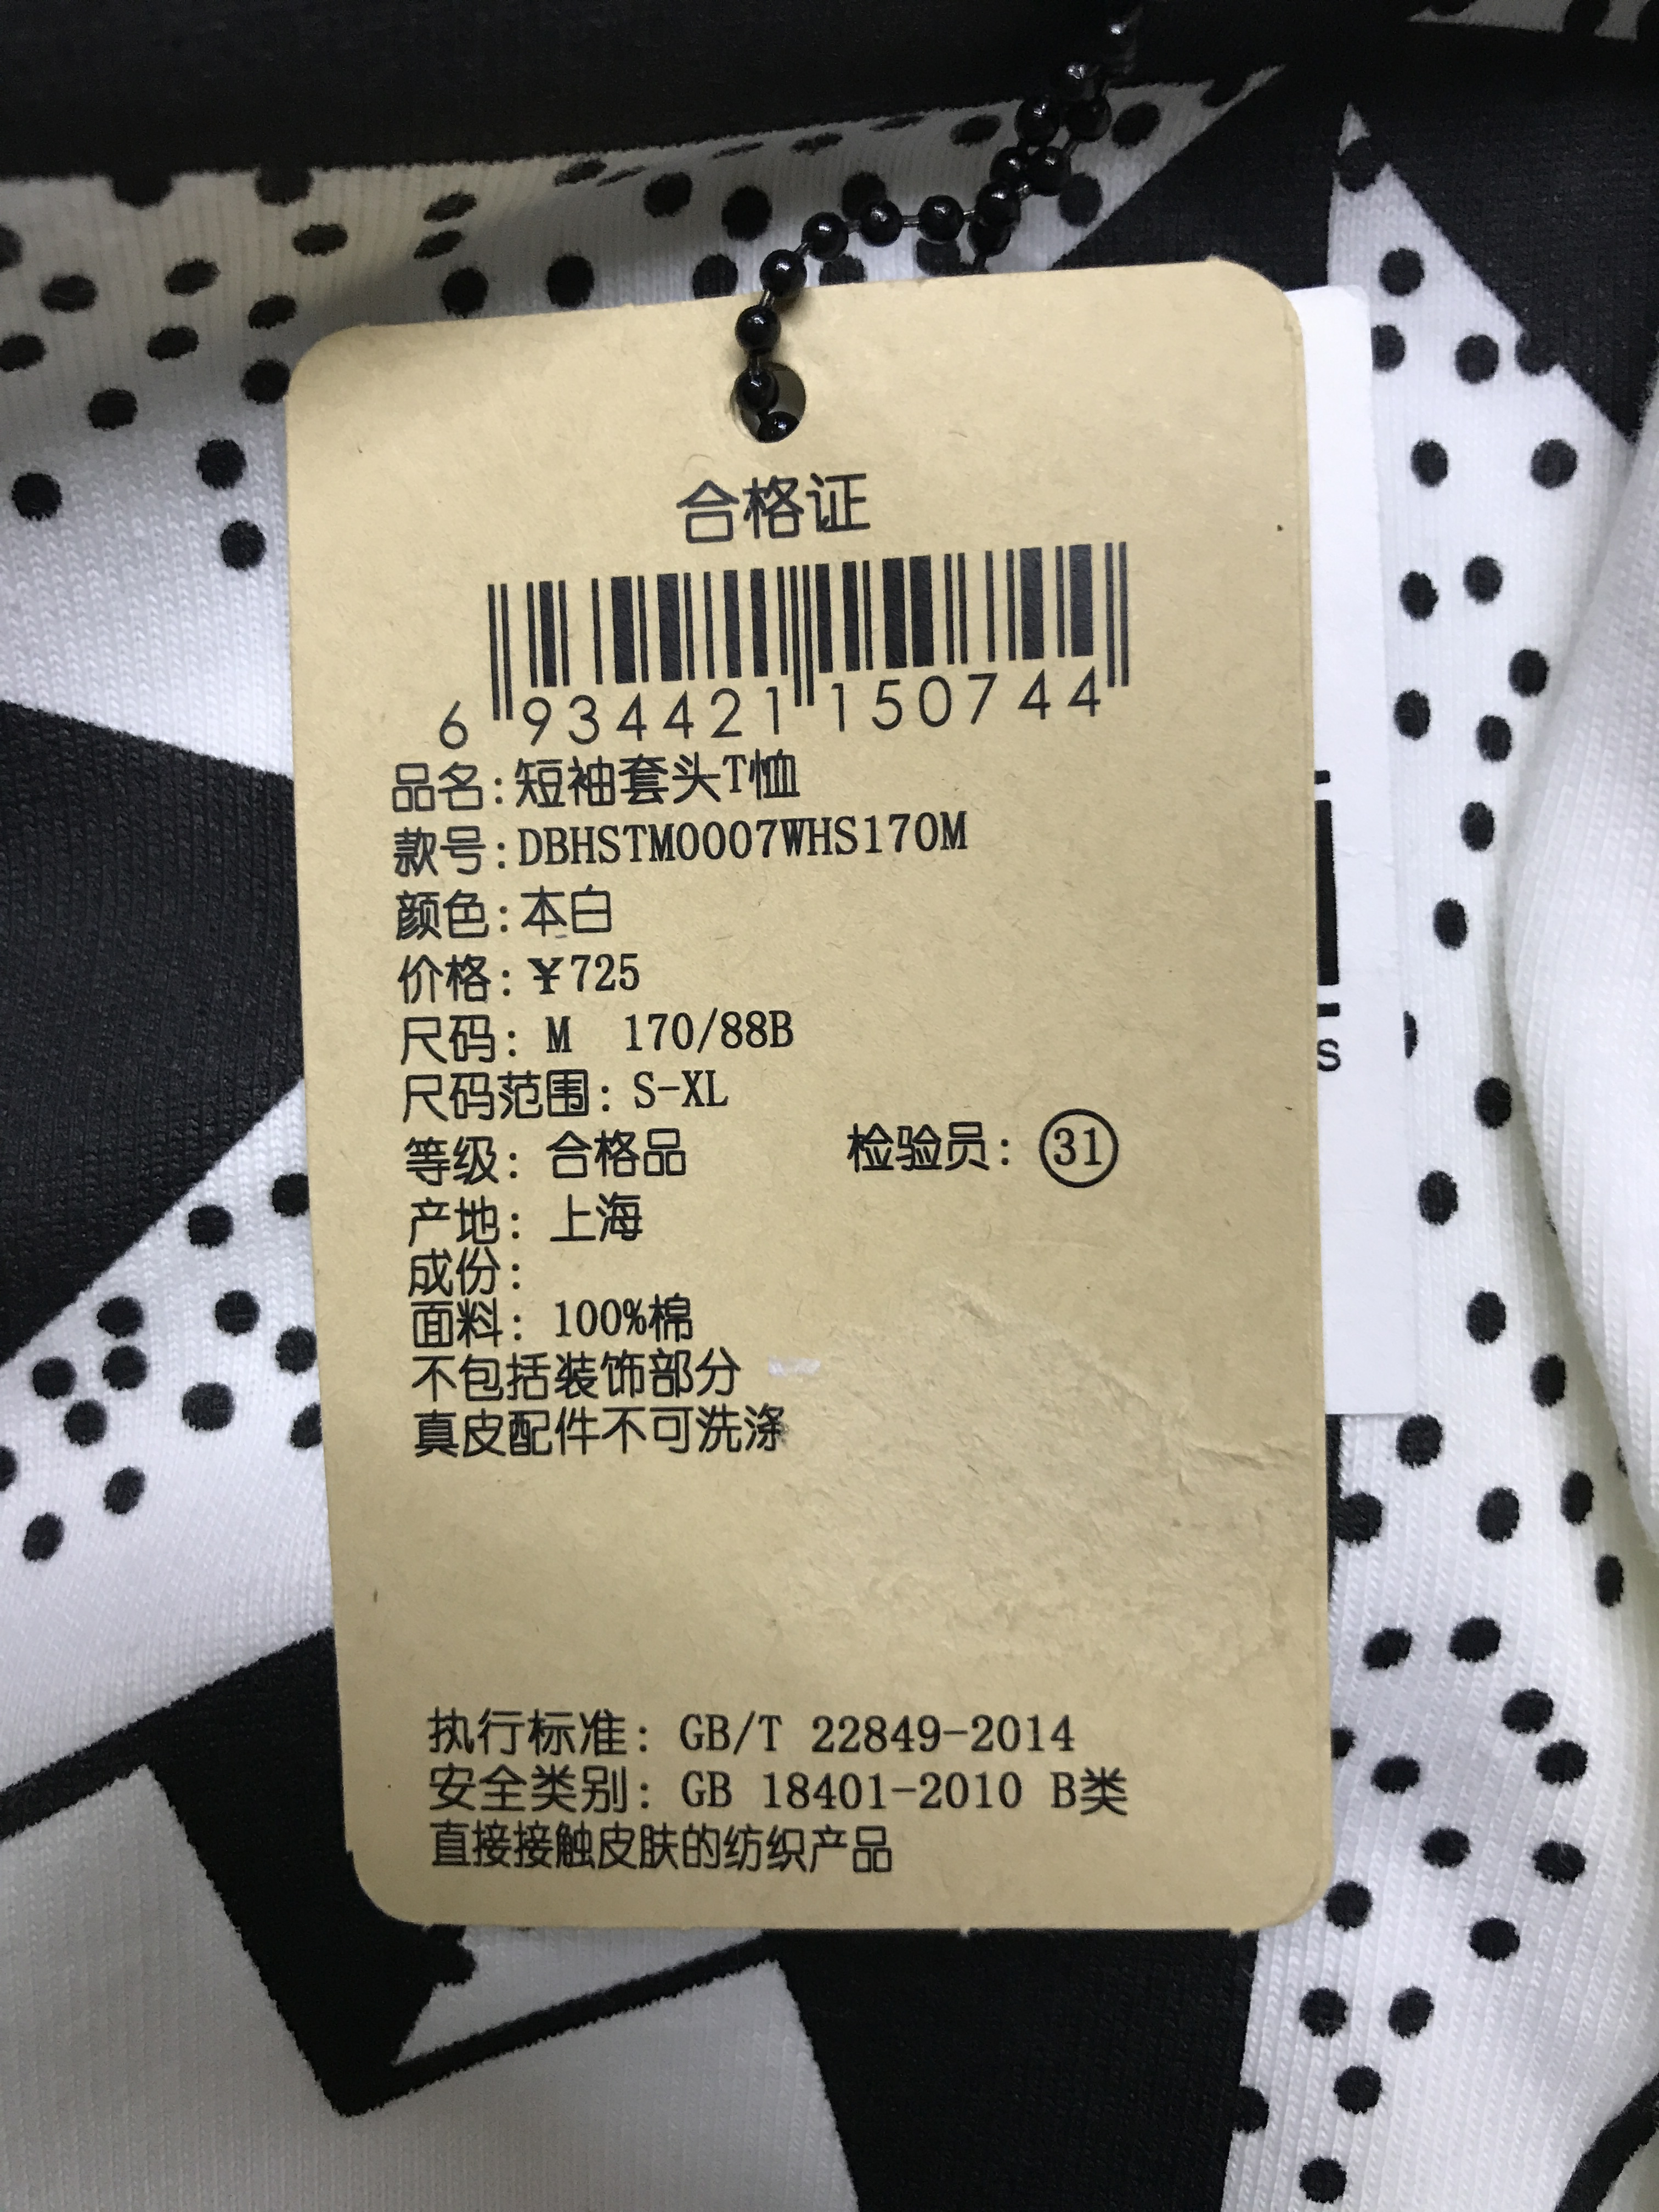 合格证
6 934421 150744
品名:短袖套头T恤
款号:DBHSTM0007WHS170M
颜色:本白
价格:¥725
尺码: M 170/88B
尺码范围: S-XL
等级: 合格品 检验员: 31
产地: 上海
成份:
面料: 100%棉
不包括装饰部分
真皮配件不可洗涤
执行标准: GB/T 22849-2014
安全类别: GB 18401-2010 B类
直接接触皮肤的纺织产品
S